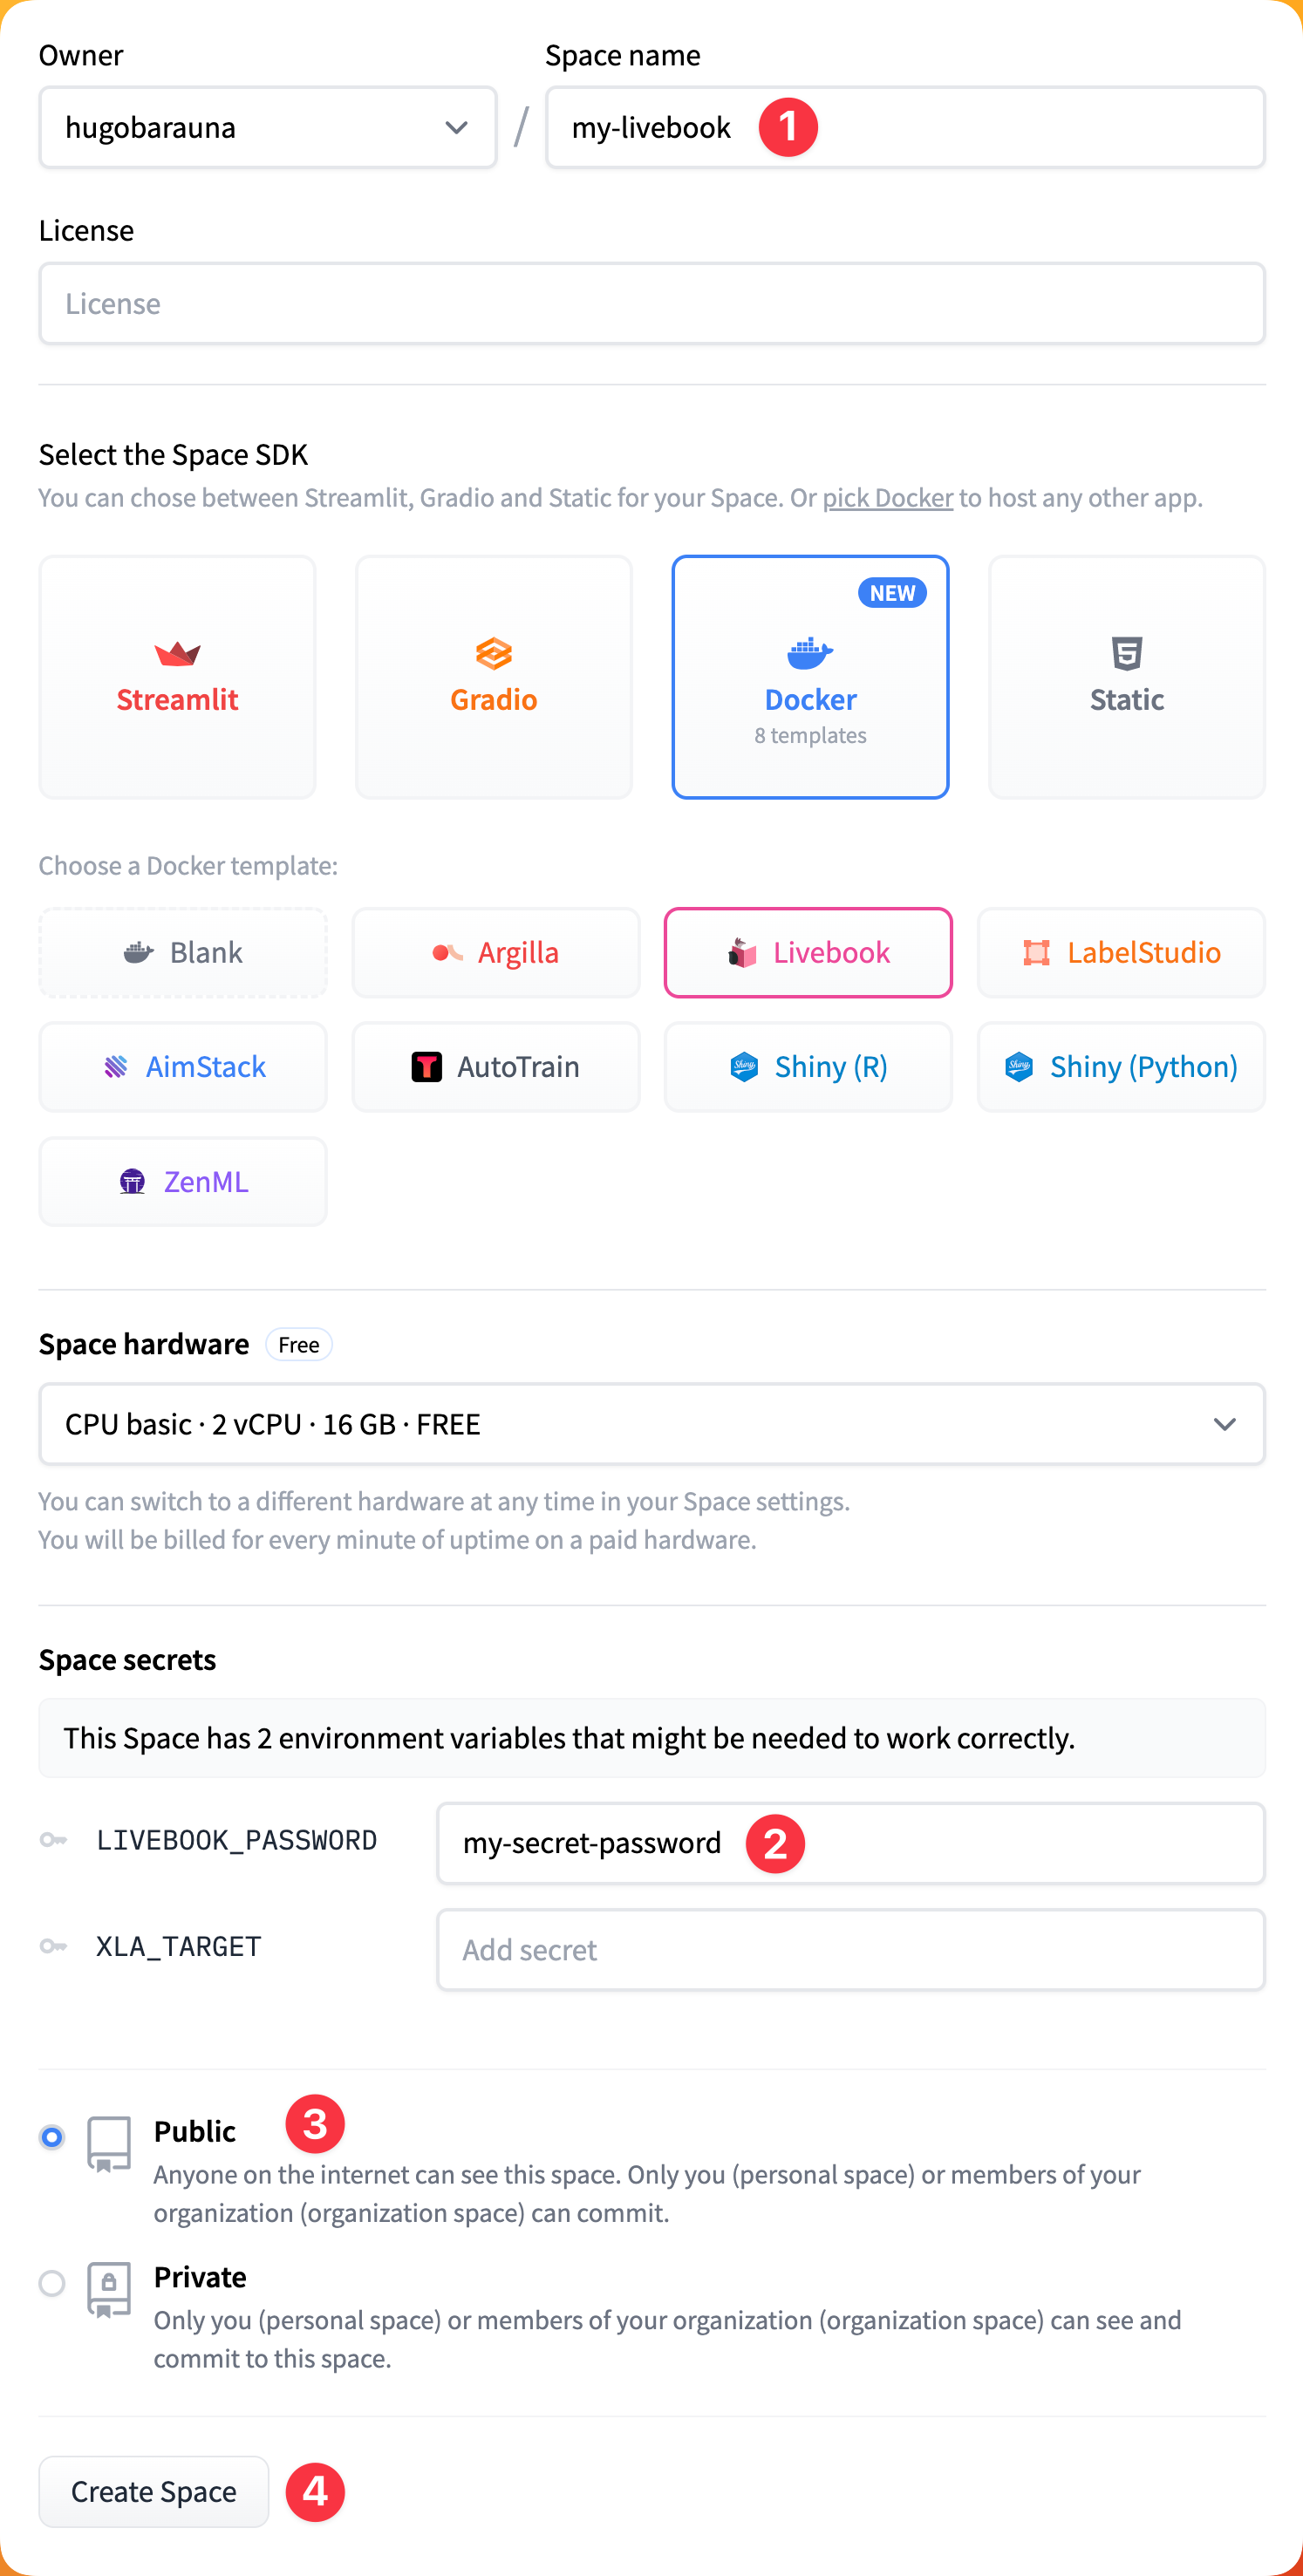 Owner
Space name
hugobarauna / my-livebook 1
License
License
Select the Space SDK
You can chose between Streamlit, Gradio and Static for your Space. Or pick Docker to host any other app.
NEW
Streamlit
Gradio
Docker
8 templates
Static
Choose a Docker template:
Blank
Argilla
Livebook
LabelStudio
AimStack
AutoTrain
Shiny (R)
Shiny (Python)
ZenML
Space hardware Free
CPU basic · 2 vCPU · 16 GB · FREE
You can switch to a different hardware at any time in your Space settings.
You will be billed for every minute of uptime on a paid hardware.
Space secrets
This Space has 2 environment variables that might be needed to work correctly.
LIVEBOOK_PASSWORD my-secret-password 2
XLA_TARGET Add secret
Public 3
Anyone on the internet can see this space. Only you (personal space) or members of your
organization (organization space) can commit.
Private
Only you (personal space) or members of your organization (organization space) can see and
commit to this space.
Create Space 4